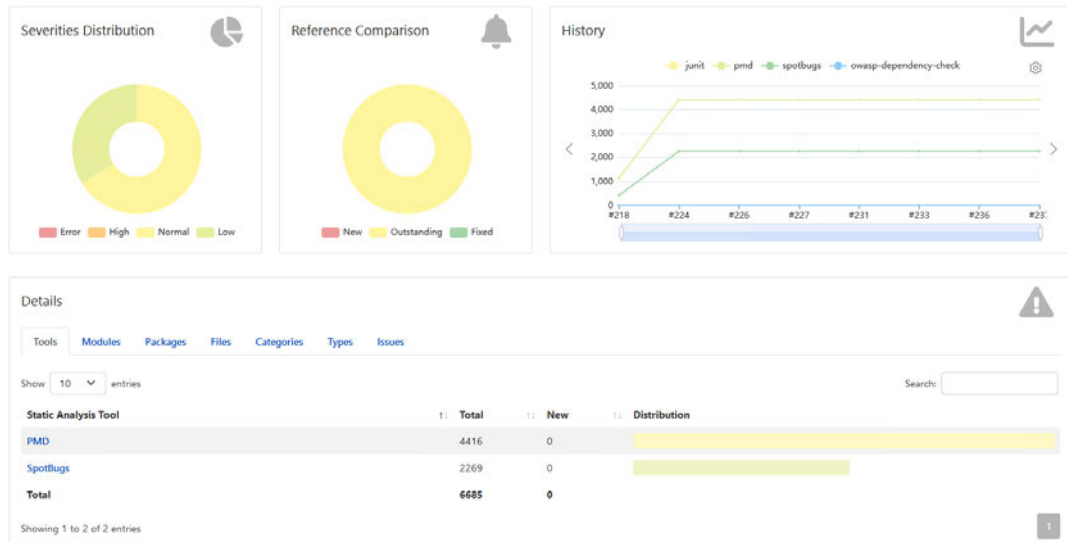 Severities Distribution
Error High Normal Low
Reference Comparison
New Outstanding Fixed
History
junit pmd spotbugs owasp-dependency-check
5,000
4,000
3,000
2,000
1,000
0
#218 #224 #226 #227 #231 #233 #236 #237
Details
Tools Modules Packages Files Categories Types Issues
Show 10 entries Search:
Static Analysis Tool Total New Distribution
PMD 4416 0
SpotBugs 2269 0
Total 6685 0
Showing 1 to 2 of 2 entries 1